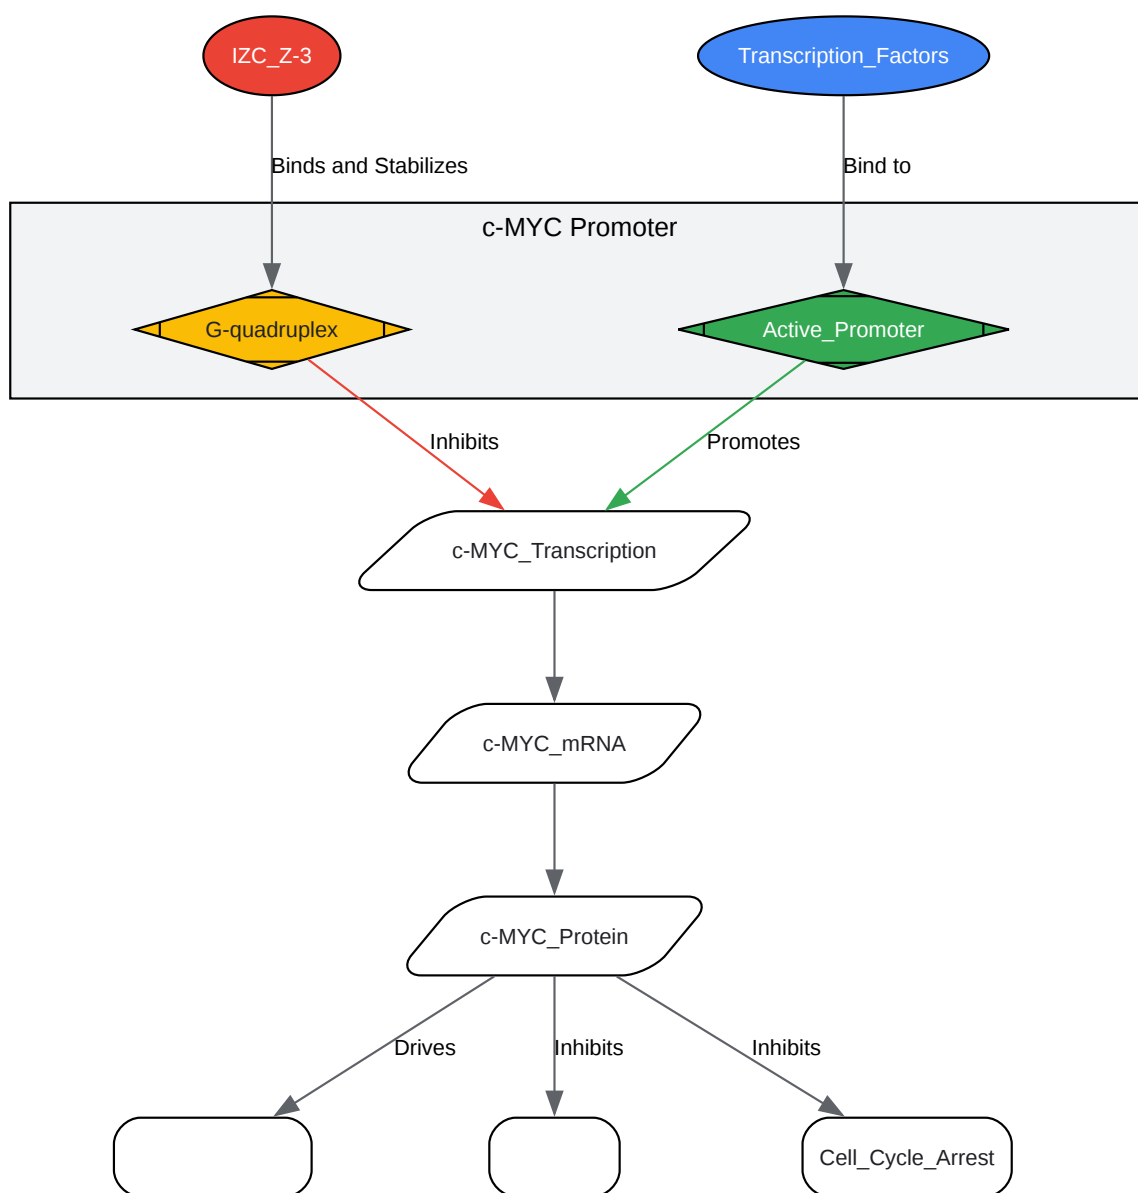 IZC_Z-3
Transcription_Factors
Binds and Stabilizes
Bind to
c-MYC Promoter
G-quadruplex
Active_Promoter
Inhibits
Promotes
c-MYC_Transcription
c-MYC_mRNA
c-MYC_Protein
Drives
Inhibits
Inhibits
Cell_Cycle_Arrest